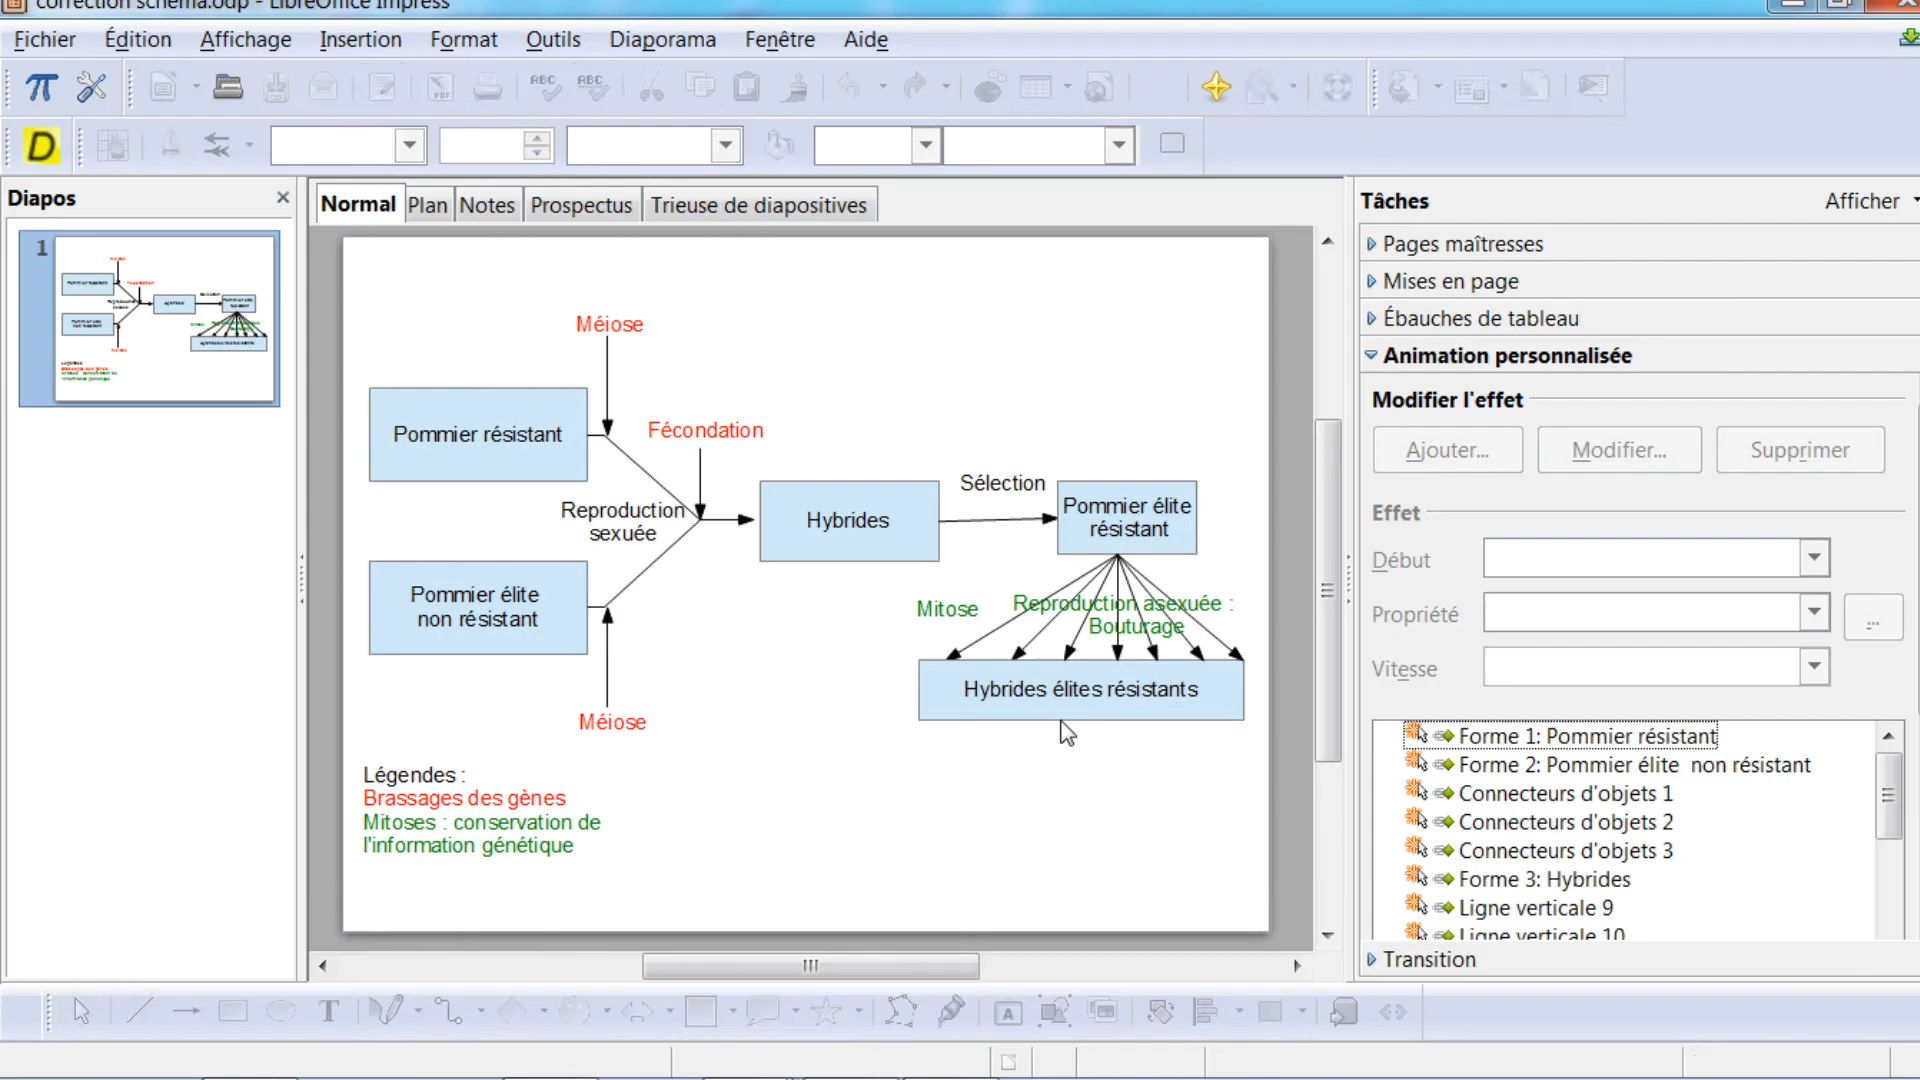 correction schema.odp - LibreOffice Impress
Fichier Édition Affichage Insertion Format Outils Diaporama Fenêtre Aide
π
ABC ABC
PDF
D
Diapos
Normal Plan Notes Prospectus Trieuse de diapositives
1
Méiose
Pommier résistant
Fécondation
Reproduction
sexuée
Hybrides
Sélection
Pommier élite
résistant
Pommier élite
non résistant
Mitose
Reproduction asexuée :
Bouturage
Hybrides élites résistants
Méiose
Légendes :
Brassages des gènes
Mitoses : conservation de
l'information génétique
Tâches
Afficher
Pages maîtresses
Mises en page
Ébauches de tableau
Animation personnalisée
Modifier l'effet
Ajouter... Modifier... Supprimer
Effet
Début
Propriété
...
Vitesse
Forme 1: Pommier résistant
Forme 2: Pommier élite non résistant
Connecteurs d'objets 1
Connecteurs d'objets 2
Connecteurs d'objets 3
Forme 3: Hybrides
Ligne verticale 9
Ligne verticale 10
Transition
T
A